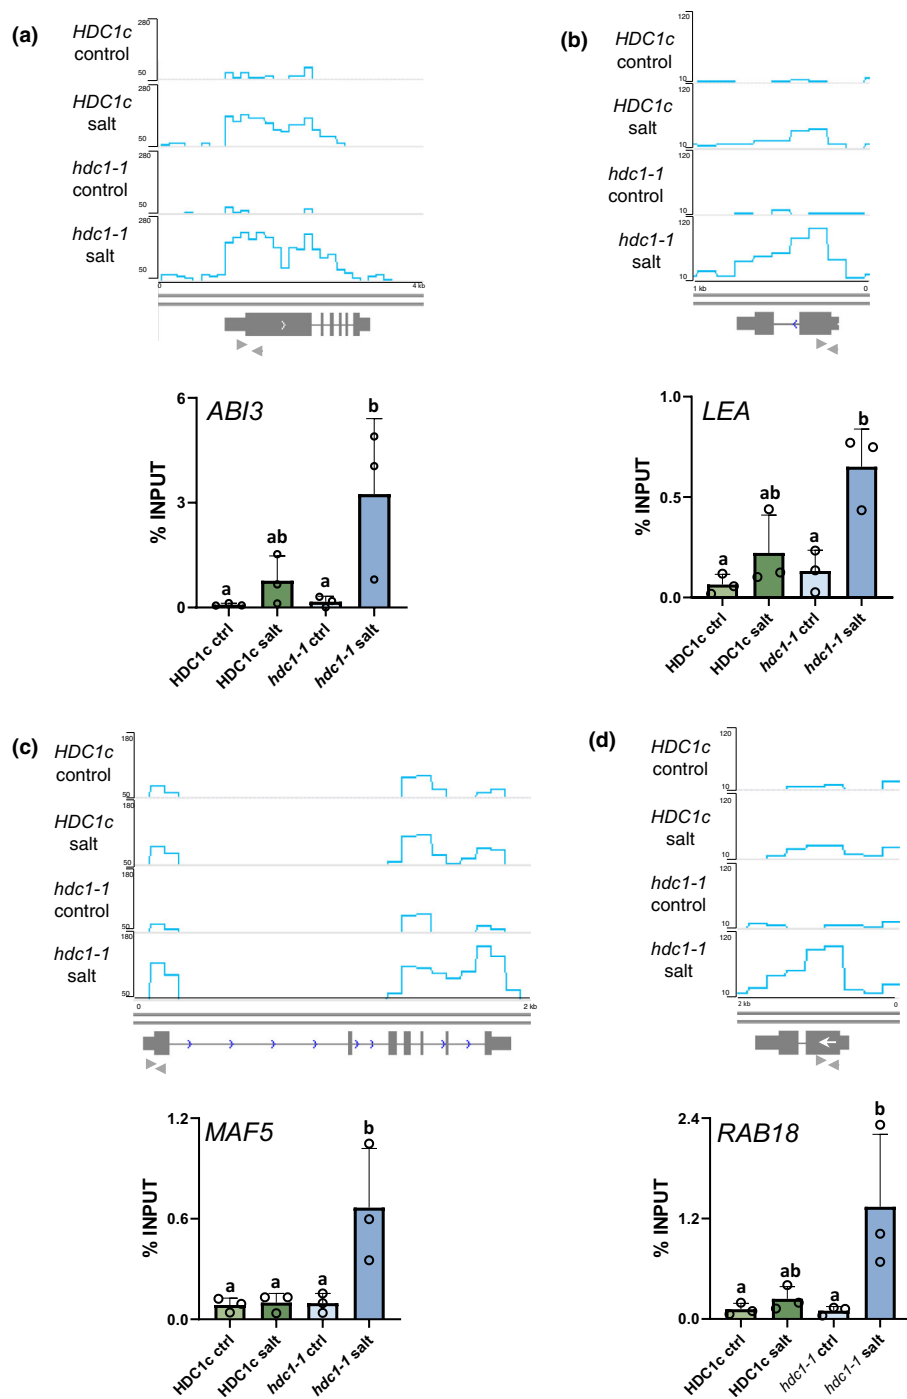 (a)
HDC1c
control
280
50
HDC1c
salt
280
50
hdc1-1
control
280
50
hdc1-1
salt
280
50
0
4 kb
ABI3
% INPUT
6
3
0
a
ab
a
b
HDC1c ctrl
HDC1c salt
hdc1-1 ctrl
hdc1-1 salt
(b)
HDC1c
control
120
10
HDC1c
salt
120
10
hdc1-1
control
120
10
hdc1-1
salt
120
10
1 kb
0
LEA
% INPUT
1.0
0.5
0.0
a
ab
a
b
HDC1c ctrl
HDC1c salt
hdc1-1 ctrl
hdc1-1 salt
(c)
HDC1c
control
180
50
HDC1c
salt
180
50
hdc1-1
control
180
50
hdc1-1
salt
180
50
0
2 kb
MAF5
% INPUT
1.2
0.6
0.0
a
a
a
b
HDC1c ctrl
HDC1c salt
hdc1-1 ctrl
hdc1-1 salt
(d)
HDC1c
control
120
10
HDC1c
salt
120
10
hdc1-1
control
120
10
hdc1-1
salt
120
10
2 kb
0
RAB18
% INPUT
2.4
1.2
0.0
a
ab
a
b
HDC1c ctrl
HDC1c salt
hdc1-1 ctrl
hdc1-1 salt